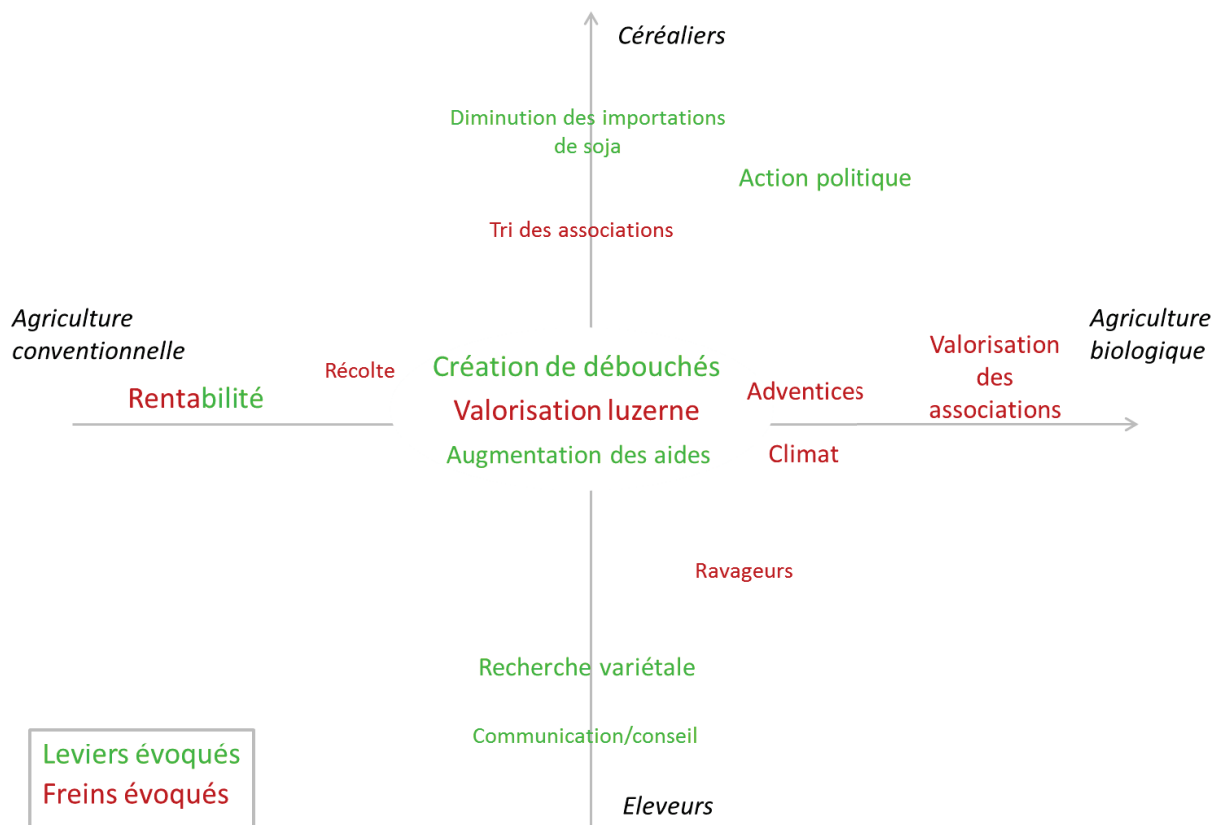 Céréaliers
Diminution des importations
de soja
Action politique
Tri des associations
Agriculture
conventionnelle
Agriculture
biologique
Valorisation
des
associations
Récolte
Création de débouchés
Rentabilité
Valorisation luzerne
Adventices
Augmentation des aides
Climat
Ravageurs
Recherche variétale
Communication/conseil
Leviers évoqués
Freins évoqués
Eleveurs